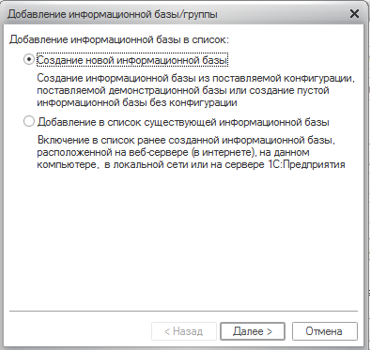 Добавление информационной базы/группы
Добавление информационной базы в список:
Создание новой информационной базы
Создание информационной базы из поставляемой конфигурации,
поставляемой демонстрационной базы или создание пустой
информационной базы без конфигурации
Добавление в список существующей информационной базы
Включение в список ранее созданной информационной базы,
расположенной на веб-сервере (в интернете), на данном
компьютере, в локальной сети или на сервере 1С:Предприятия
< Назад Далее > Отмена